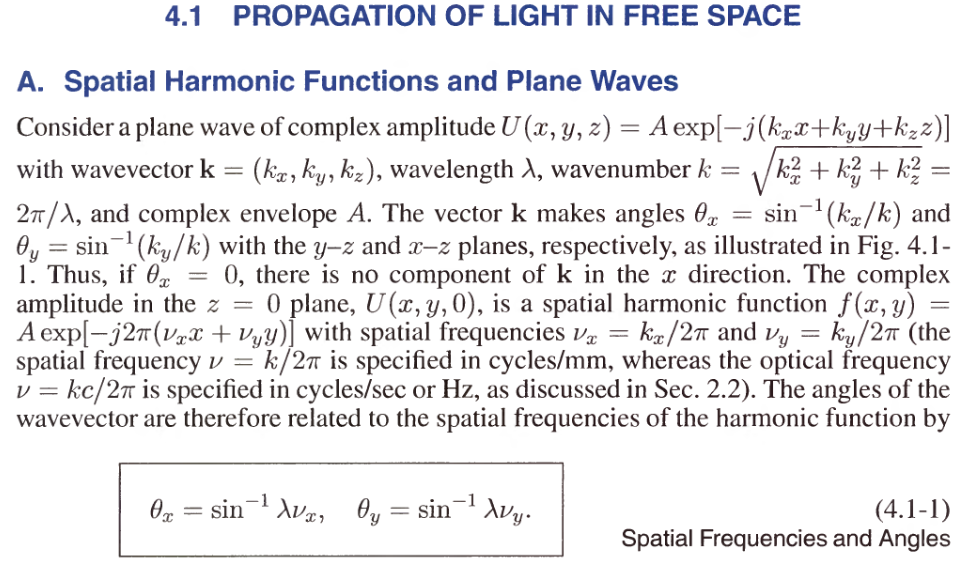 4.1 PROPAGATION OF LIGHT IN FREE SPACE
A. Spatial Harmonic Functions and Plane Waves
Consider a plane wave of complex amplitude U(x, y, z) = A exp[−j(kₓx+k_y y+k_z z)]
with wavevector k = (kₓ, k_y, k_z), wavelength λ, wavenumber k = √(kₓ² + k_y² + k_z²) =
2π/λ, and complex envelope A. The vector k makes angles θₓ = sin⁻¹(kₓ/k) and
θ_y = sin⁻¹(k_y/k) with the y–z and x–z planes, respectively, as illustrated in Fig. 4.1-
1. Thus, if θₓ = 0, there is no component of k in the x direction. The complex
amplitude in the z = 0 plane, U(x, y, 0), is a spatial harmonic function f(x, y) =
A exp[−j2π(νₓx + ν_y y)] with spatial frequencies νₓ = kₓ/2π and ν_y = k_y/2π (the
spatial frequency ν = k/2π is specified in cycles/mm, whereas the optical frequency
ν = kc/2π is specified in cycles/sec or Hz, as discussed in Sec. 2.2). The angles of the
wavevector are therefore related to the spatial frequencies of the harmonic function by
θₓ = sin⁻¹ λνₓ, θ_y = sin⁻¹ λν_y.
(4.1-1)
Spatial Frequencies and Angles